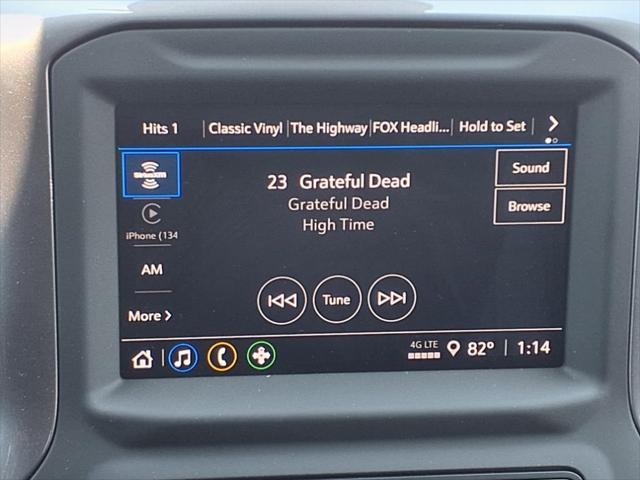 Hits 1 Classic Vinyl The Highway FOX Headli... Hold to Set
SiriusXM
23 Grateful Dead
Sound
Grateful Dead
Browse
High Time
iPhone (134
AM
Tune
More
4G LTE
82° 1:14